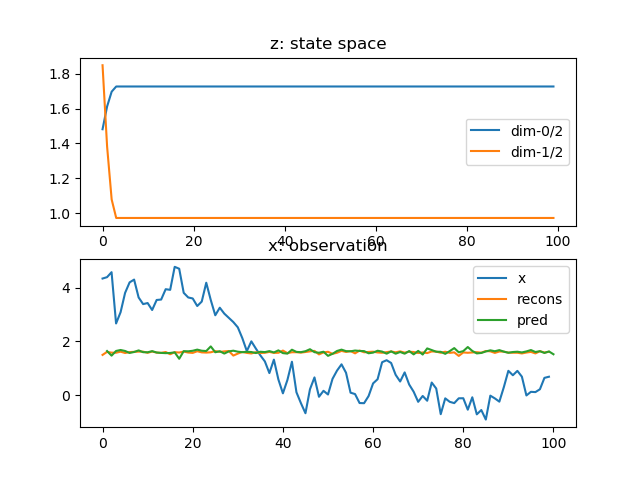 z: state space
1.8
1.6
1.4
1.2
1.0
dim-0/2
dim-1/2
0 20 40 60 80 100
x: observation
4
2
0
x
recons
pred
0 20 40 60 80 100